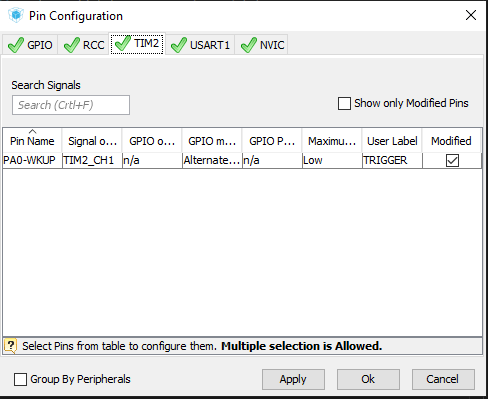 Pin Configuration
GPIO RCC TIM2 USART1 NVIC
Search Signals
Search (Crtl+F)
Show only Modified Pins
Pin Name Signal o... GPIO o... GPIO m... GPIO P... Maximu... User Label Modified
PA0-WKUP TIM2_CH1 n/a Alternate... n/a Low TRIGGER
Select Pins from table to configure them. Multiple selection is Allowed.
Group By Peripherals Apply Ok Cancel